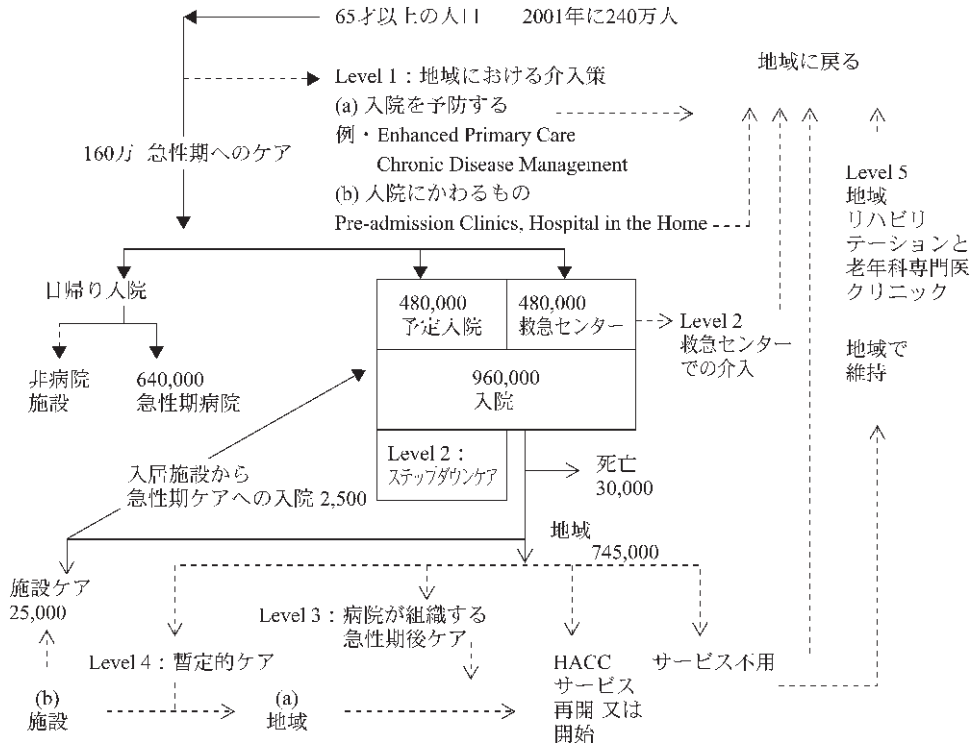 65才以上の人口　　2001年に240万人
Level 1：地域における介入策
(a) 入院を予防する
例・Enhanced Primary Care
Chronic Disease Management
(b) 入院にかわるもの
Pre-admission Clinics, Hospital in the Home
地域に戻る
160万 急性期へのケア
Level 5
地域
リハビリ
テーションと
老年科専門医
クリニック
地域で
維持
日帰り入院
非病院
施設
640,000
急性期病院
480,000
予定入院
480,000
救急センター
960,000
入院
Level 2
救急センター
での介入
Level 2：
ステップダウンケア
入居施設から
急性期ケアへの入院 2,500
死亡
30,000
地域
745,000
施設ケア
25,000
Level 3：病院が組織する
急性期後ケア
Level 4：暫定的ケア
HACC
サービス
再開 又は
開始
サービス不用
(b)
施設
(a)
地域